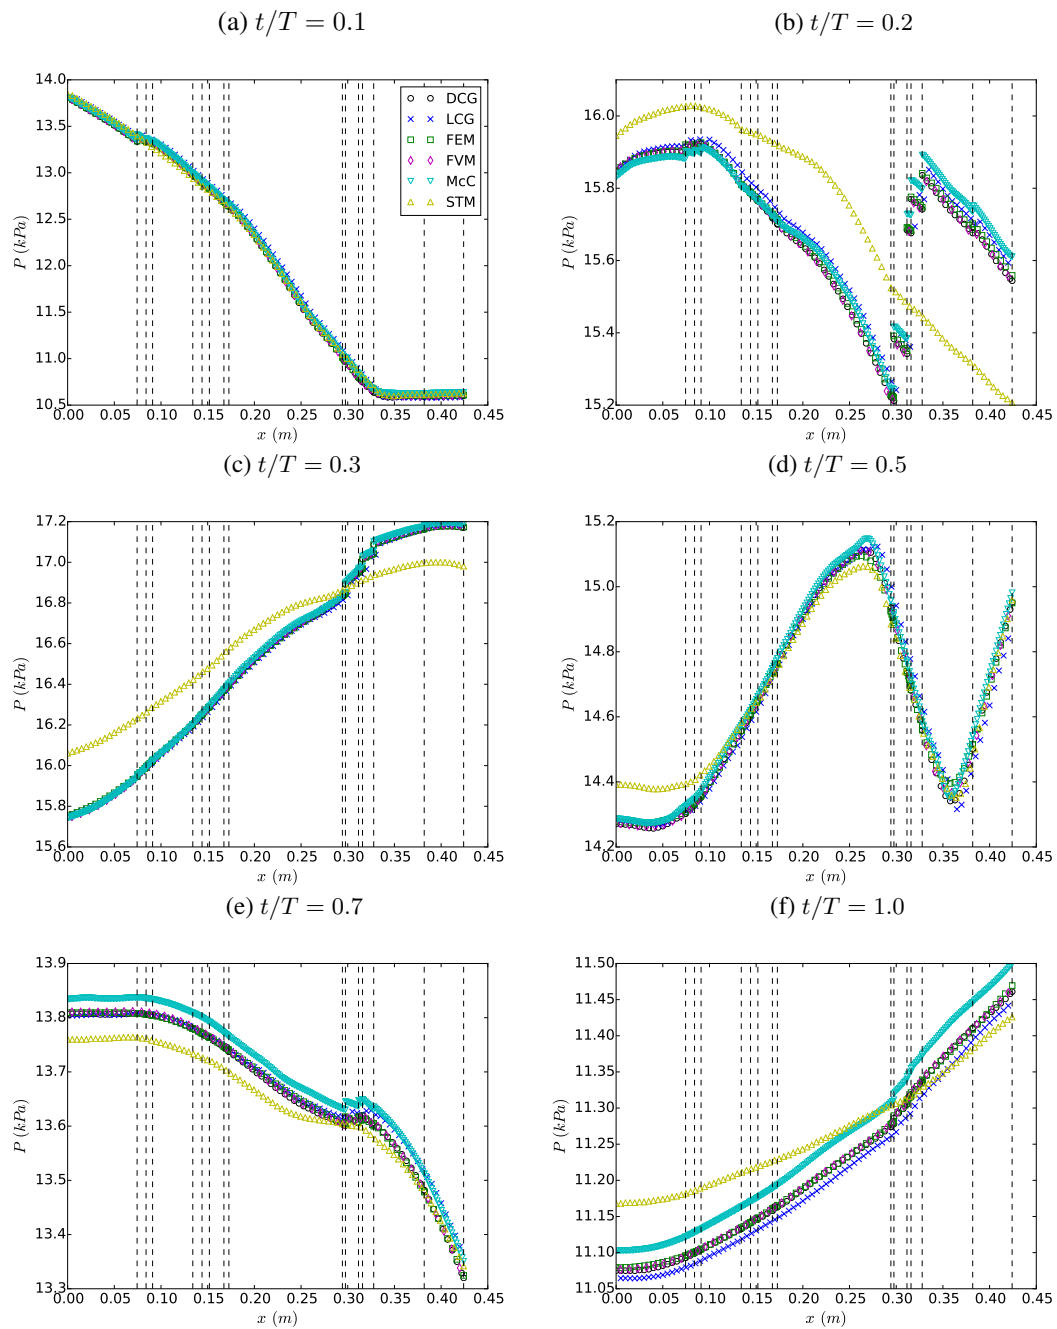 (a) t/T = 0.1
14.0
13.5
13.0
12.5
12.0
11.5
11.0
10.5
P (kPa)
0.00 0.05 0.10 0.15 0.20 0.25 0.30 0.35 0.40 0.45
x (m)
DCG
LCG
FEM
FVM
McC
STM
(b) t/T = 0.2
16.0
15.8
15.6
15.4
15.2
P (kPa)
0.00 0.05 0.10 0.15 0.20 0.25 0.30 0.35 0.40 0.45
x (m)
(c) t/T = 0.3
17.2
17.0
16.8
16.6
16.4
16.2
16.0
15.8
15.6
P (kPa)
0.00 0.05 0.10 0.15 0.20 0.25 0.30 0.35 0.40 0.45
x (m)
(d) t/T = 0.5
15.2
15.0
14.8
14.6
14.4
14.2
P (kPa)
0.00 0.05 0.10 0.15 0.20 0.25 0.30 0.35 0.40 0.45
x (m)
(e) t/T = 0.7
13.9
13.8
13.7
13.6
13.5
13.4
13.3
P (kPa)
0.00 0.05 0.10 0.15 0.20 0.25 0.30 0.35 0.40 0.45
x (m)
(f) t/T = 1.0
11.50
11.45
11.40
11.35
11.30
11.25
11.20
11.15
11.10
11.05
P (kPa)
0.00 0.05 0.10 0.15 0.20 0.25 0.30 0.35 0.40 0.45
x (m)